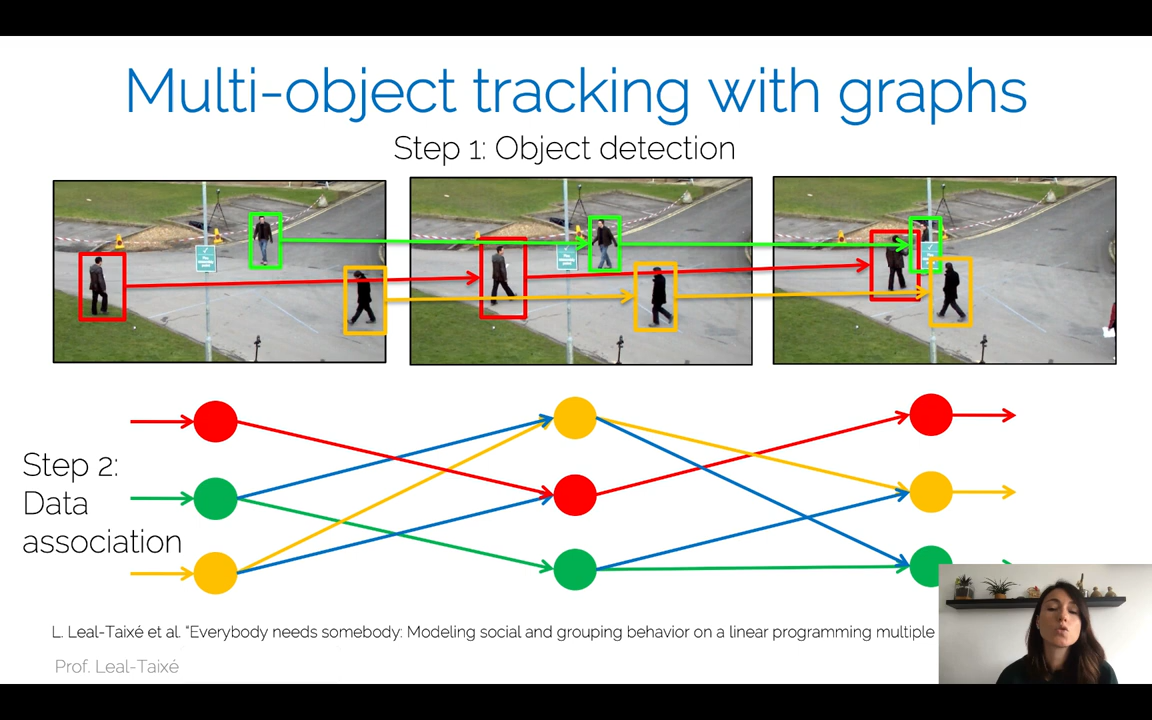 Multi-object tracking with graphs
Step 1: Object detection
Step 2:
Data
association
L. Leal-Taixé et al. “Everybody needs somebody: Modeling social and grouping behavior on a linear programming multiple
Prof. Leal-Taixé